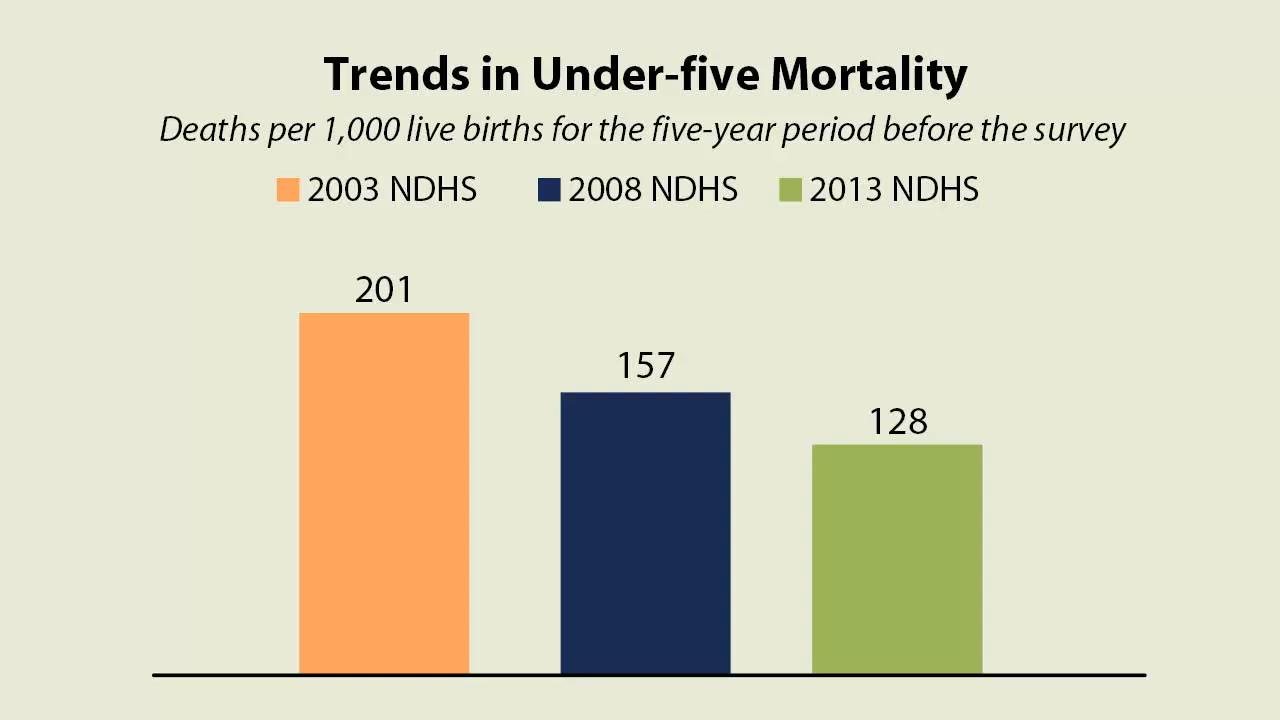 Trends in Under-five Mortality
Deaths per 1,000 live births for the five-year period before the survey
2003 NDHS 2008 NDHS 2013 NDHS
201
157
128